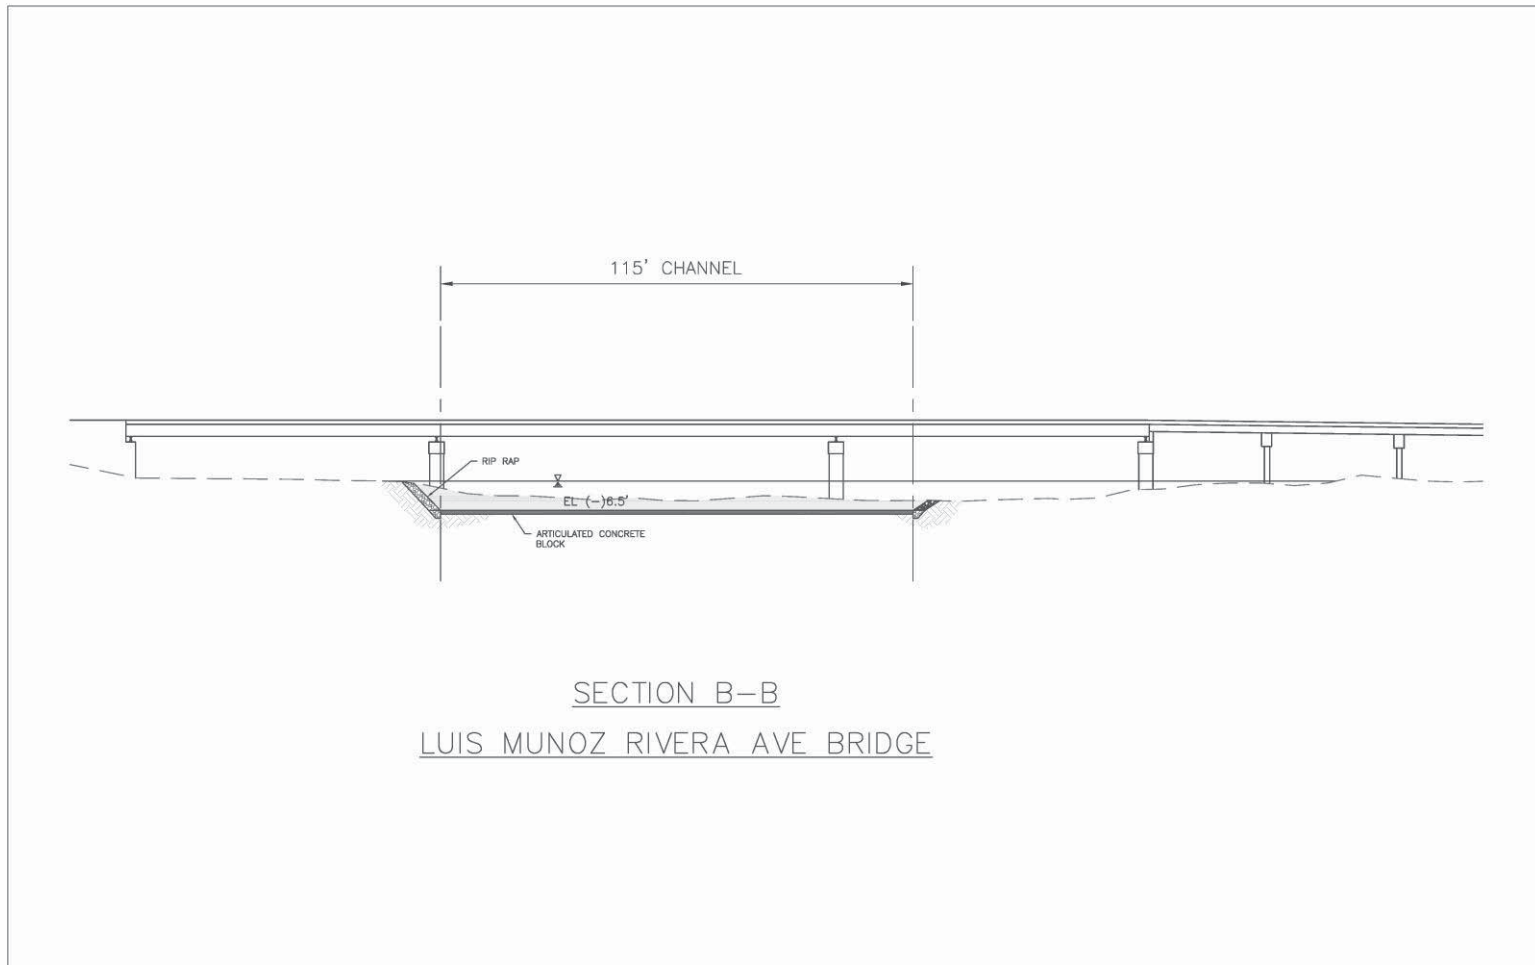 115' CHANNEL
RIP RAP
EL (-)6.5'
ARTICULATED CONCRETE
BLOCK
SECTION B-B
LUIS MUNOZ RIVERA AVE BRIDGE